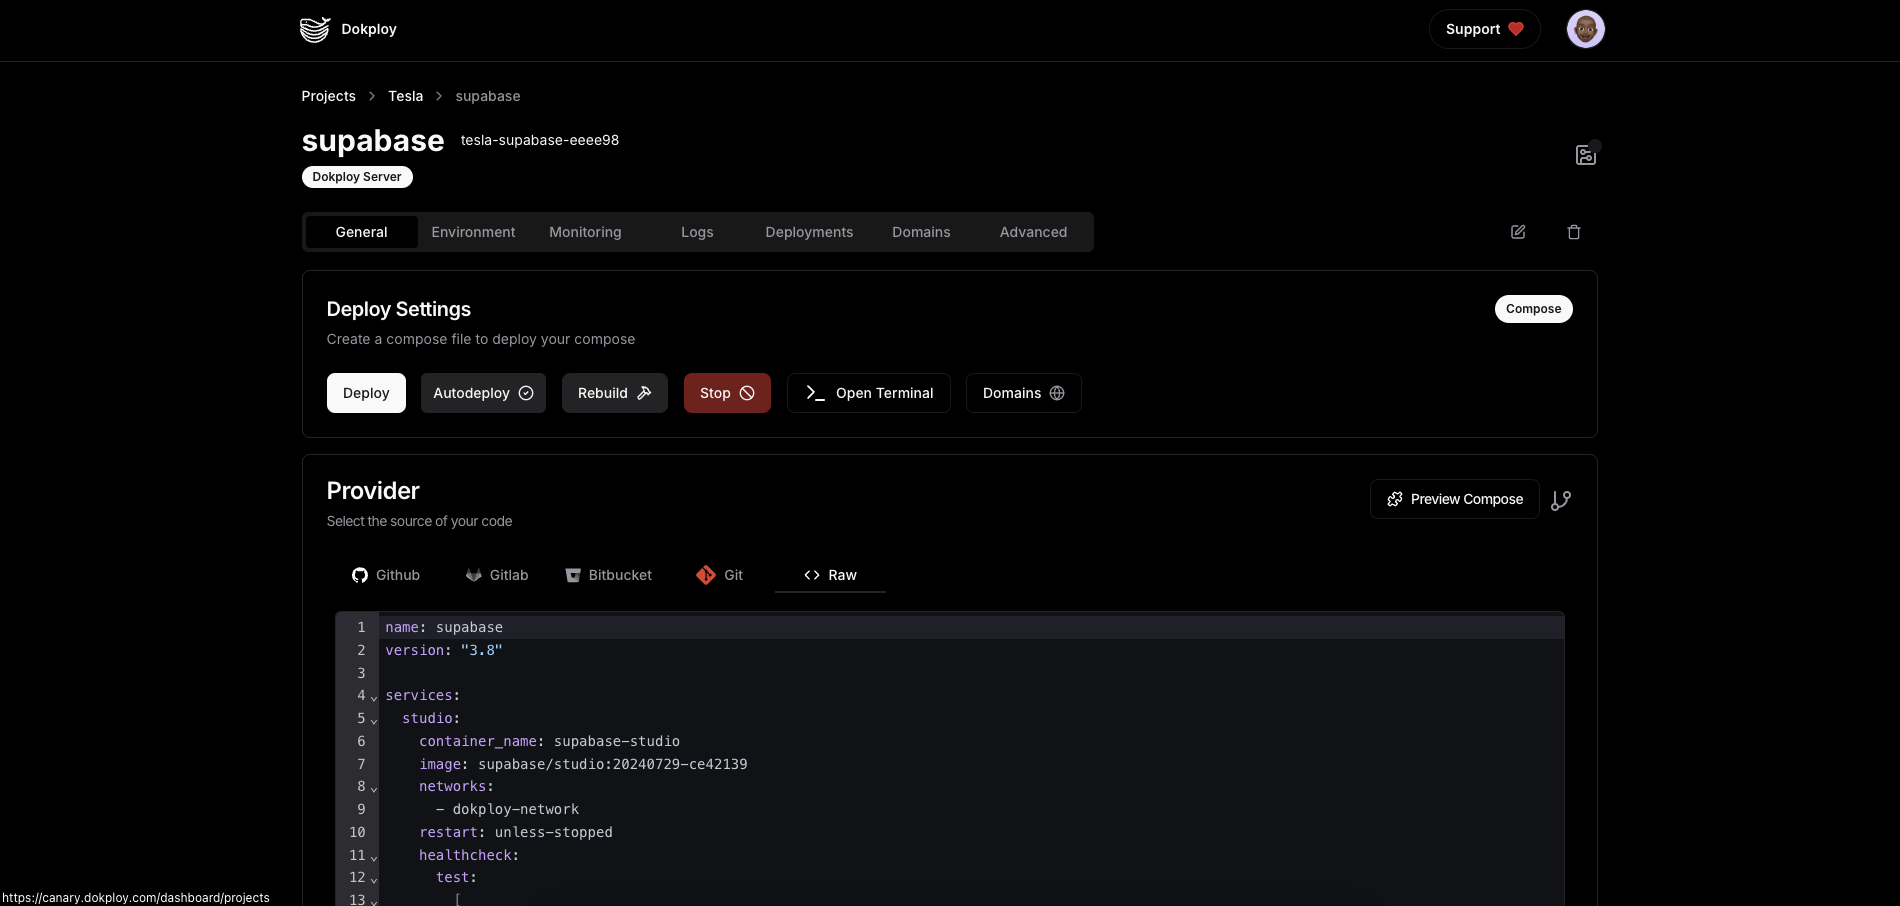 Dokploy
Support
Projects > Tesla > supabase
supabase tesla-supabase-eeee98
Dokploy Server
General Environment Monitoring Logs Deployments Domains Advanced
Deploy Settings
Compose
Create a compose file to deploy your compose
Deploy Autodeploy Rebuild Stop Open Terminal Domains
Provider
Preview Compose
Select the source of your code
Github Gitlab Bitbucket Git Raw
1 name: supabase
2 version: "3.8"
3
4 services:
5 studio:
6 container_name: supabase-studio
7 image: supabase/studio:20240729-ce42139
8 networks:
9 - dokploy-network
10 restart: unless-stopped
11 healthcheck:
12 test:
13 [
https://canary.dokploy.com/dashboard/projects